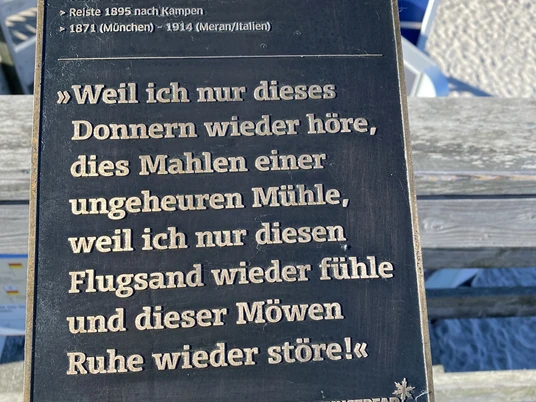 > Reiste 1895 nach Kampen
> 1871 (München) – 1914 (Meran/Italien)
»Weil ich nur dieses
Donnern wieder höre,
dies Mahlen einer
ungeheuren Mühle,
weil ich nur diesen
Flugsand wieder fühle
und dieser Möwen
Ruhe wieder störe!«